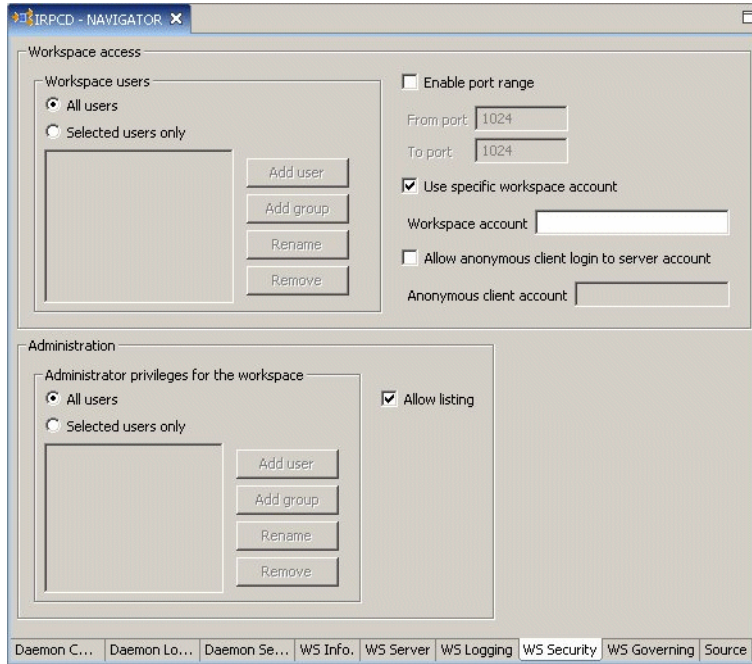 IRPCD - NAVIGATOR
Workspace access
Workspace users
All users
Selected users only
Add user
Add group
Rename
Remove
Enable port range
From port 1024
To port 1024
Use specific workspace account
Workspace account
Allow anonymous client login to server account
Anonymous client account
Administration
Administrator privileges for the workspace
All users
Selected users only
Add user
Add group
Rename
Remove
Allow listing
Daemon C... Daemon Lo... Daemon Se... WS Info. WS Server WS Logging WS Security WS Governing Source